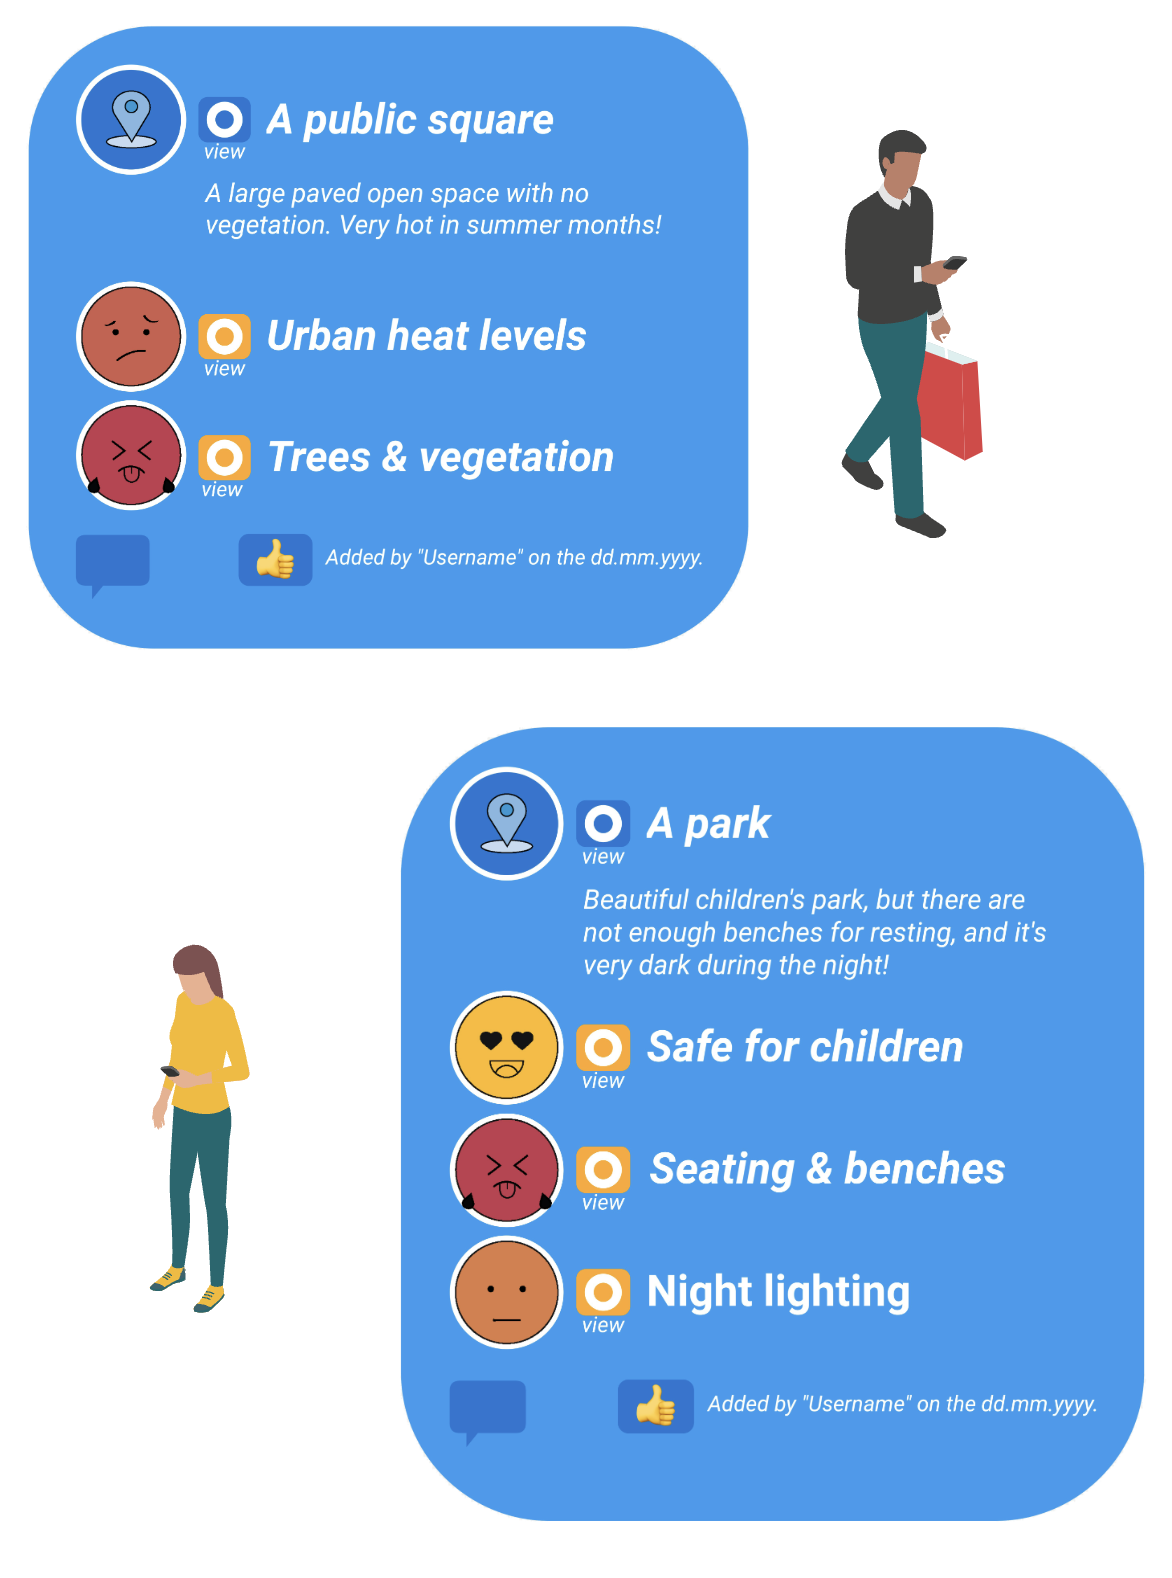 A public square
view
A large paved open space with no
vegetation. Very hot in summer months!
Urban heat levels
view
Trees & vegetation
view
Added by "Username" on the dd.mm.yyyy.
A park
view
Beautiful children's park, but there are
not enough benches for resting, and it's
very dark during the night!
Safe for children
view
Seating & benches
view
Night lighting
view
Added by "Username" on the dd.mm.yyyy.